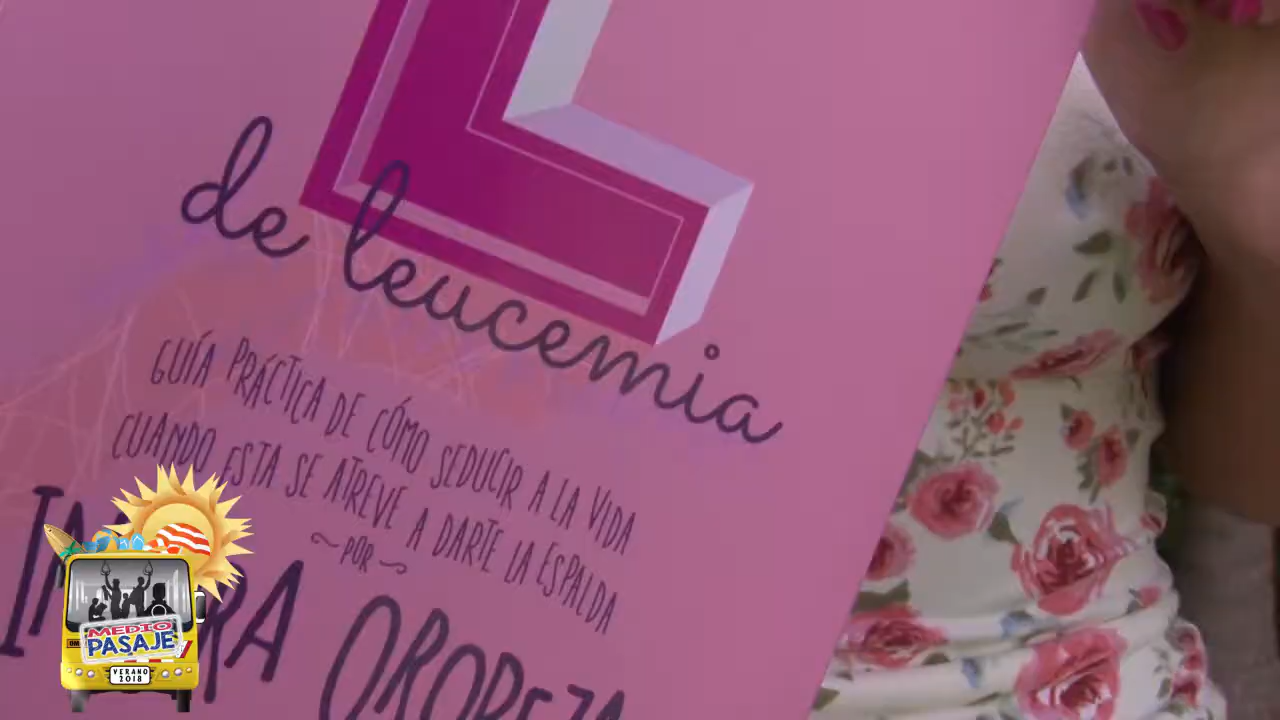 L
de leucemia
GUÍA PRÁCTICA DE CÓMO SEDUCIR A LA VIDA
CUANDO ESTA SE ATREVE A DARTE LA ESPALDA
~POR~
OROPEZA
MEDIO
PASAJE
VERANO
2018